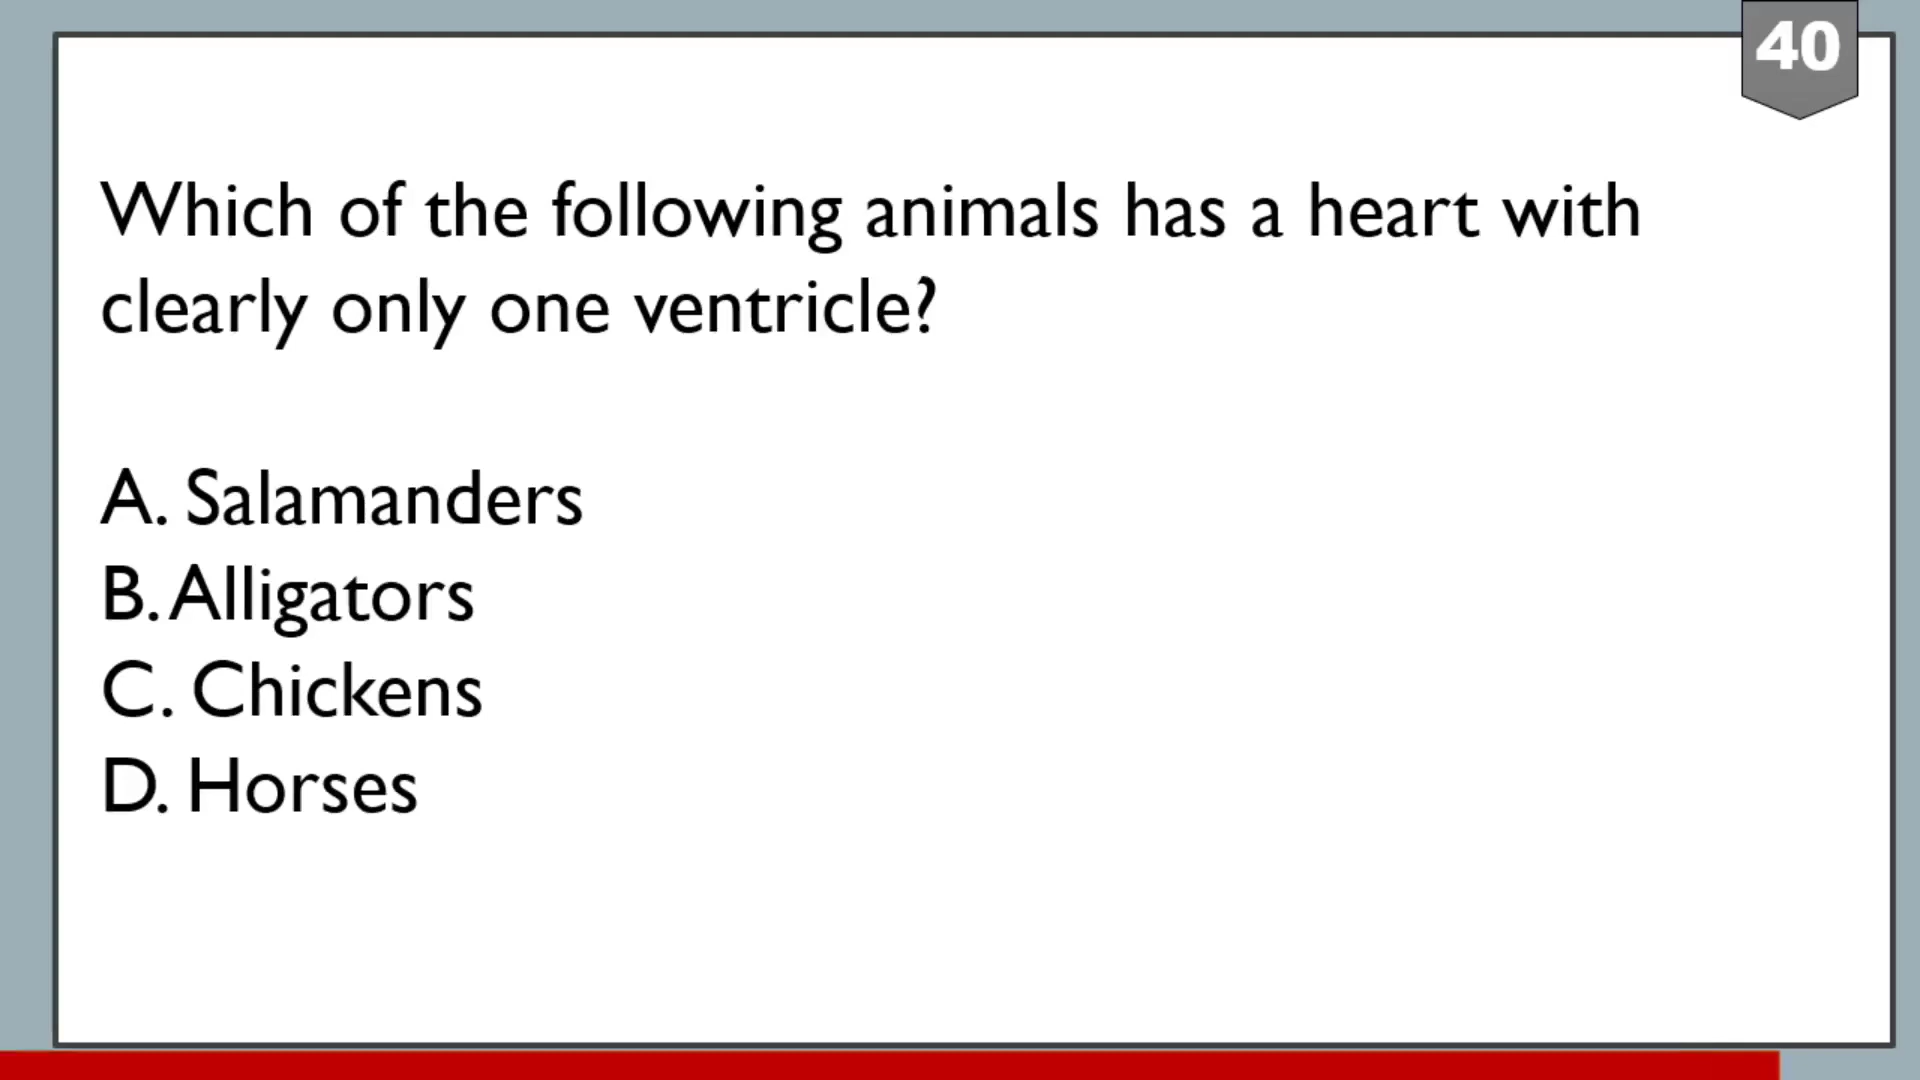 40
Which of the following animals has a heart with
clearly only one ventricle?
A. Salamanders
B. Alligators
C. Chickens
D. Horses